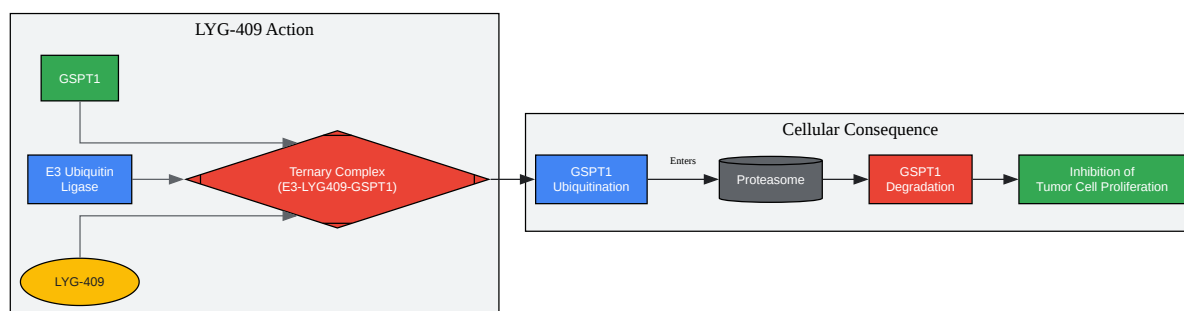 LYG-409 Action
GSPT1
E3 Ubiquitin
Ligase
LYG-409
Ternary Complex
(E3-LYG409-GSPT1)
Cellular Consequence
GSPT1
Ubiquitination
Enters
Proteasome
GSPT1
Degradation
Inhibition of
Tumor Cell Proliferation